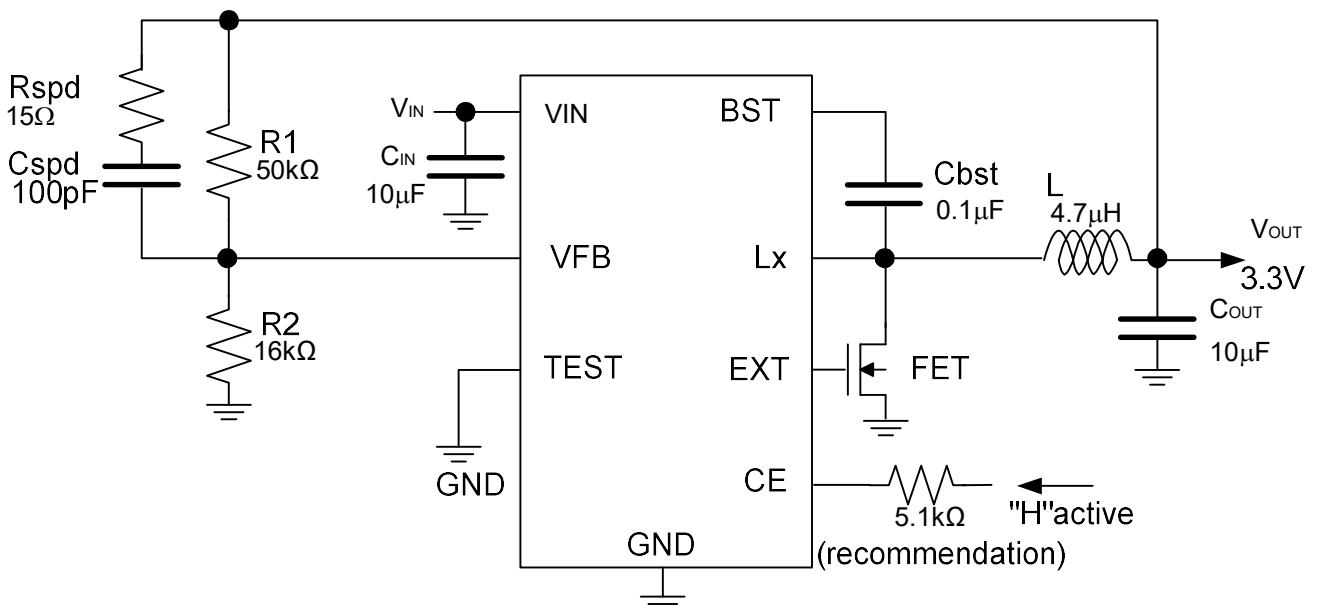 Rspd
15Ω
Cspd
100pF
R1
50kΩ
R2
16kΩ
VIN
CIN
10μF
VIN
VFB
TEST
GND
GND
BST
Lx
EXT
CE
Cbst
0.1μF
L
4.7μH
VOUT
3.3V
COUT
10μF
FET
5.1kΩ
"H"active
(recommendation)